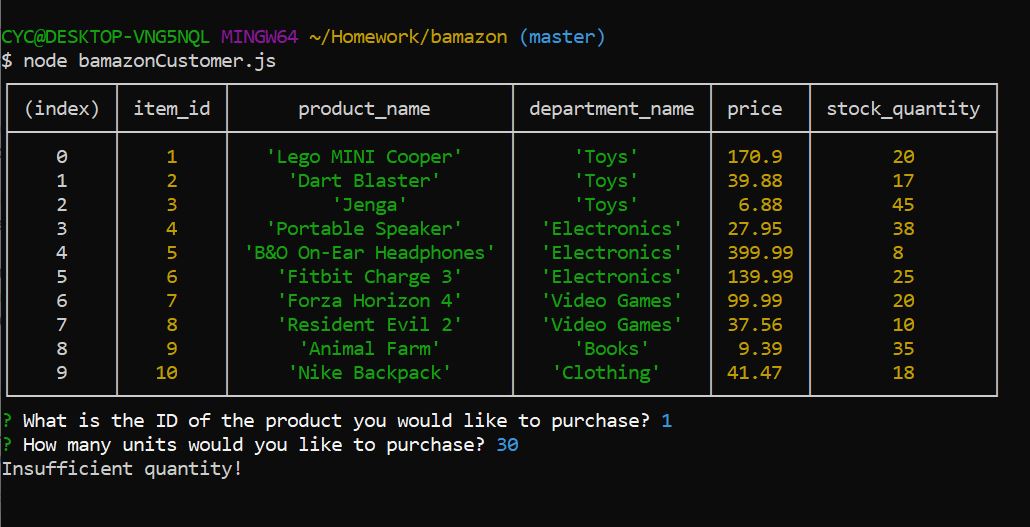 CYC@DESKTOP-VNG5NQL MINGW64 ~/Homework/bamazon (master)
$ node bamazonCustomer.js
(index) item_id product_name department_name price stock_quantity
0 1 'Lego MINI Cooper' 'Toys' 170.9 20
1 2 'Dart Blaster' 'Toys' 39.88 17
2 3 'Jenga' 'Toys' 6.88 45
3 4 'Portable Speaker' 'Electronics' 27.95 38
4 5 'B&O On-Ear Headphones' 'Electronics' 399.99 8
5 6 'Fitbit Charge 3' 'Electronics' 139.99 25
6 7 'Forza Horizon 4' 'Video Games' 99.99 20
7 8 'Resident Evil 2' 'Video Games' 37.56 10
8 9 'Animal Farm' 'Books' 9.39 35
9 10 'Nike Backpack' 'Clothing' 41.47 18
? What is the ID of the product you would like to purchase? 1
? How many units would you like to purchase? 30
Insufficient quantity!